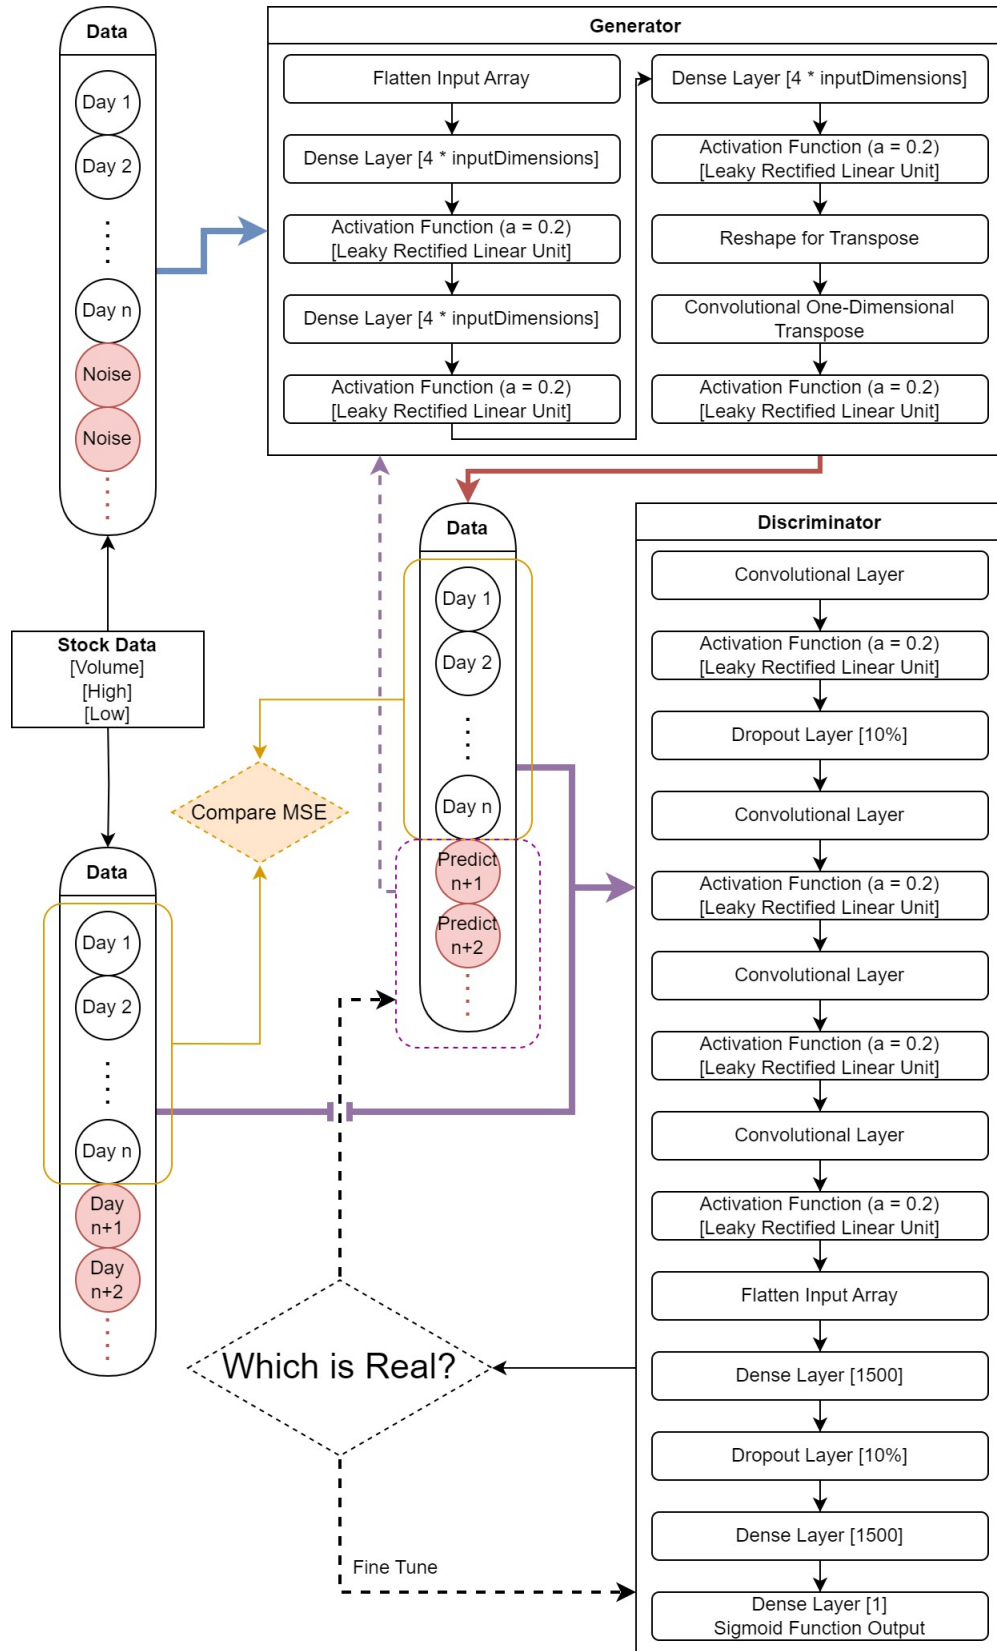 Data
Day 1
Day 2
Day n
Noise
Noise
Generator
Flatten Input Array
Dense Layer [4 * inputDimensions]
Activation Function (a = 0.2)
[Leaky Rectified Linear Unit]
Dense Layer [4 * inputDimensions]
Activation Function (a = 0.2)
[Leaky Rectified Linear Unit]
Dense Layer [4 * inputDimensions]
Activation Function (a = 0.2)
[Leaky Rectified Linear Unit]
Reshape for Transpose
Convolutional One-Dimensional
Transpose
Activation Function (a = 0.2)
[Leaky Rectified Linear Unit]
Stock Data
[Volume]
[High]
[Low]
Data
Day 1
Day 2
Day n
Predict
n+1
Predict
n+2
Compare MSE
Data
Day 1
Day 2
Day n
Day
n+1
Day
n+2
Which is Real?
Fine Tune
Discriminator
Convolutional Layer
Activation Function (a = 0.2)
[Leaky Rectified Linear Unit]
Dropout Layer [10%]
Convolutional Layer
Activation Function (a = 0.2)
[Leaky Rectified Linear Unit]
Convolutional Layer
Activation Function (a = 0.2)
[Leaky Rectified Linear Unit]
Convolutional Layer
Activation Function (a = 0.2)
[Leaky Rectified Linear Unit]
Flatten Input Array
Dense Layer [1500]
Dropout Layer [10%]
Dense Layer [1500]
Dense Layer [1]
Sigmoid Function Output